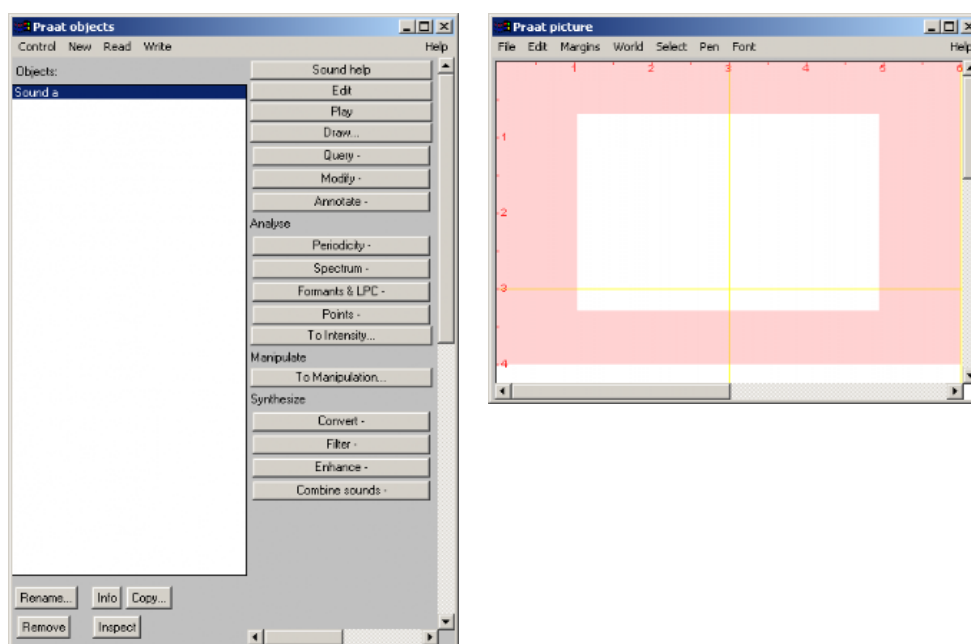 Praat objects
Control New Read Write Help
Objects:
Sound a
Sound help
Edit
Play
Draw...
Query -
Modify -
Annotate -
Analyse
Periodicity -
Spectrum -
Formants & LPC -
Points -
To Intensity...
Manipulate
To Manipulation...
Synthesize
Convert -
Filter -
Enhance -
Combine sounds -
Rename... Info Copy...
Remove Inspect
Praat picture
File Edit Margins World Select Pen Font Help
1 2 3 4 5 6
1
2
3
4